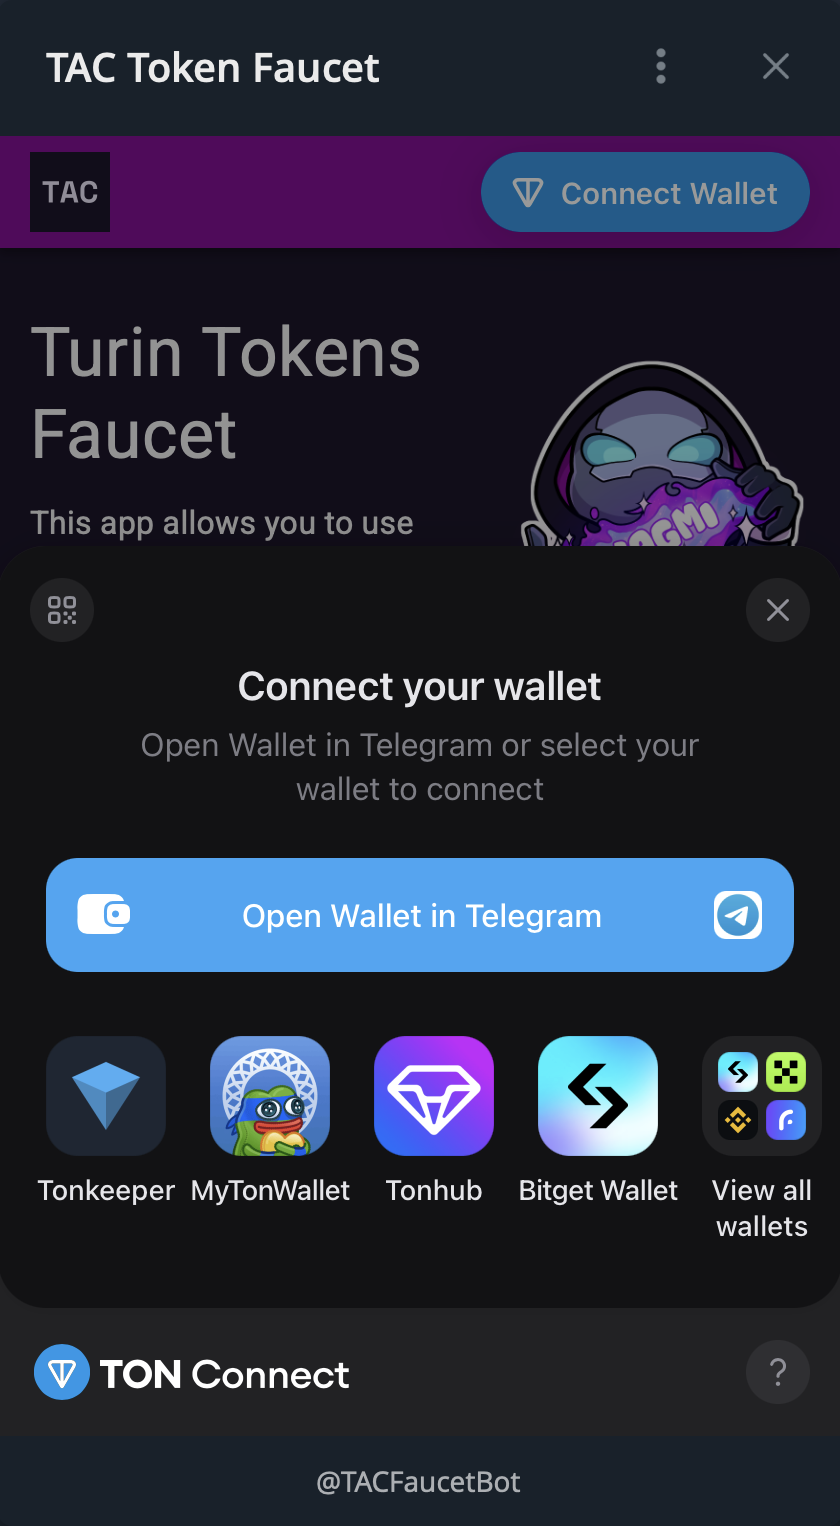 TAC Token Faucet
TAC
Connect Wallet
Turin Tokens
Faucet
This app allows you to use
Connect your wallet
Open Wallet in Telegram or select your
wallet to connect
Open Wallet in Telegram
Tonkeeper
MyTonWallet
Tonhub
Bitget Wallet
View all
wallets
TON Connect
?
@TACFaucetBot